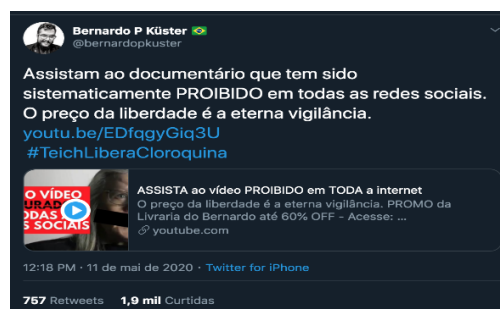 Bernardo P Küster 🇧🇷
@bernardopkuster
Assistam ao documentário que tem sido
sistematicamente PROIBIDO em todas as redes sociais.
O preço da liberdade é a eterna vigilância.
youtu.be/EDfqgyGiq3U
#TeichLiberaCloroquina
O VÍDEO
URAD
ODAS
S SOCIAIS
ASSISTA ao vídeo PROIBIDO em TODA a internet
O preço da liberdade é a eterna vigilância. PROMO da
Livraria do Bernardo até 60% OFF - Acesse: ...
youtube.com
12:18 PM · 11 de mai de 2020 · Twitter for iPhone
757 Retweets 1,9 mil Curtidas